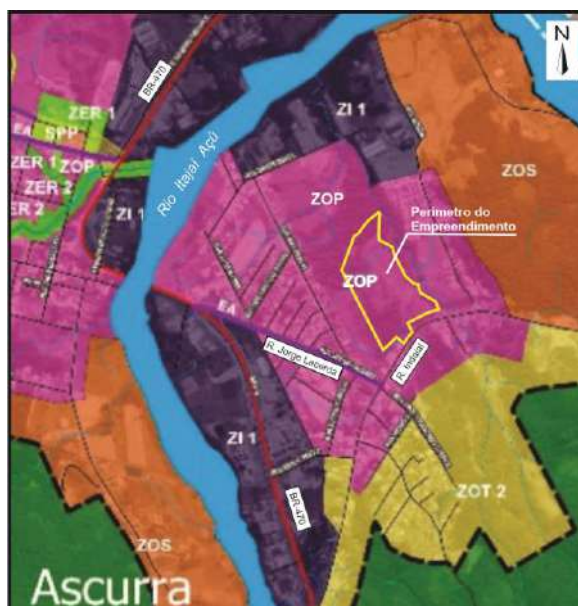 N
BR-470
ZER 1
SPP
EA
ZER 1
ZOP
ZER 2
ER 2
ZI 1
Rio Itajaí Açú
ZI 1
ZOS
ZOP
Perímetro do
Empreendimento
ZOP
EA
R. Jorge Lacerda
R. Indaial
ZI 1
BR-470
ZOT 2
ZOS
Ascurra